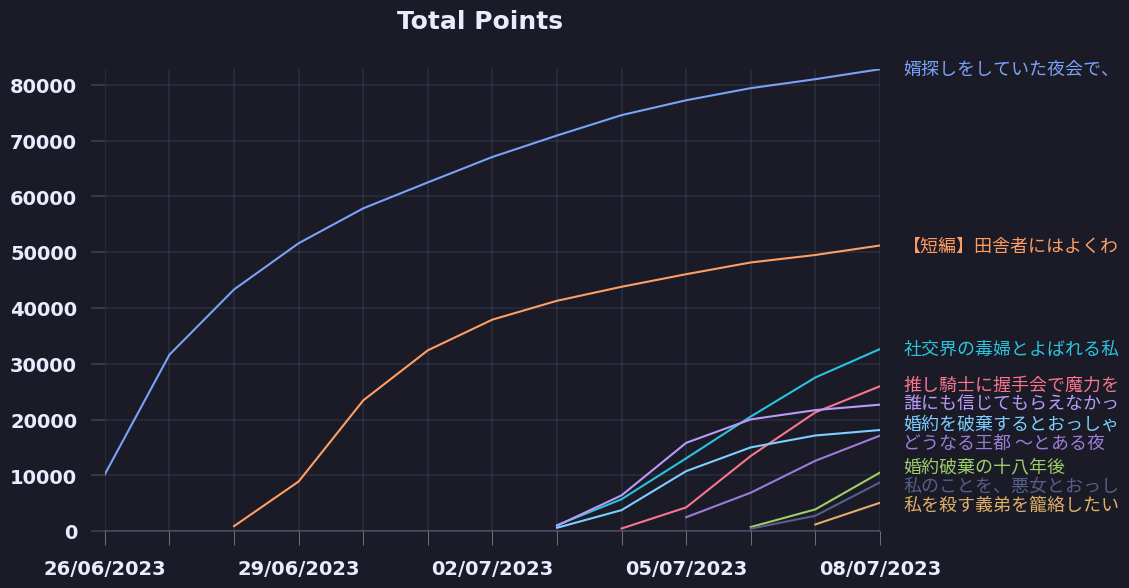 Total Points
80000
70000
60000
50000
40000
30000
20000
10000
0
26/06/2023
29/06/2023
02/07/2023
05/07/2023
08/07/2023
婿探しをしていた夜会で、
【短編】田舎者にはよくわ
社交界の毒婦とよばれる私
推し騎士に握手会で魔力を
誰にも信じてもらえなかっ
婚約を破棄するとおっしゃ
どうなる王都 〜とある夜
婚約破棄の十八年後
私のことを、悪女とおっし
私を殺す義弟を籠絡したい